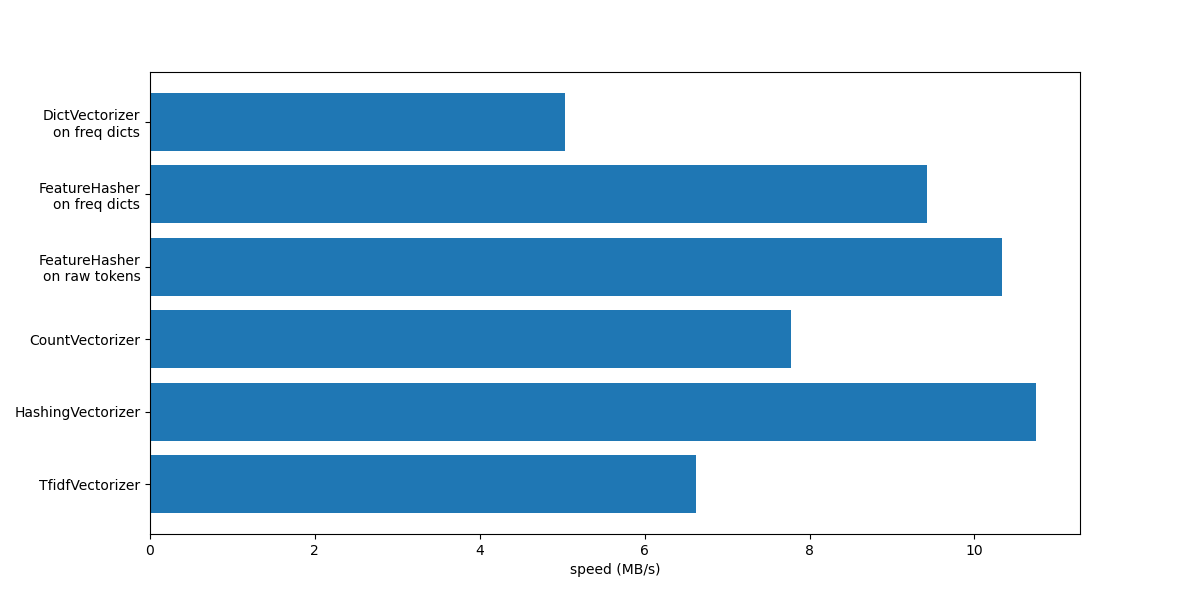 DictVectorizer
on freq dicts
FeatureHasher
on freq dicts
FeatureHasher
on raw tokens
CountVectorizer
HashingVectorizer
TfidfVectorizer
0 2 4 6 8 10
speed (MB/s)